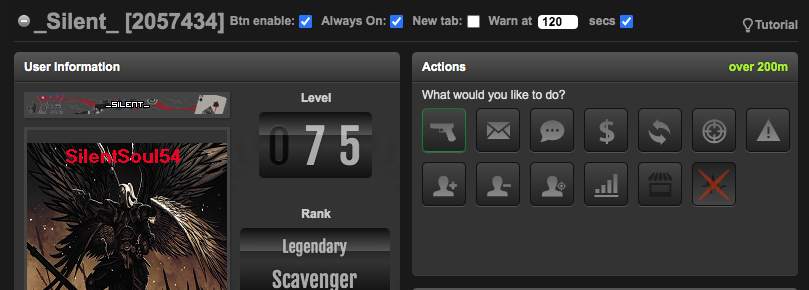 _Silent_ [2057434] Btn enable: Always On: New tab: Warn at 120 secs Tutorial
User Information
_SILENT_
SilentSoul54
Level
075
Rank
Legendary
Scavenger
Actions over 200m
What would you like to do?
$